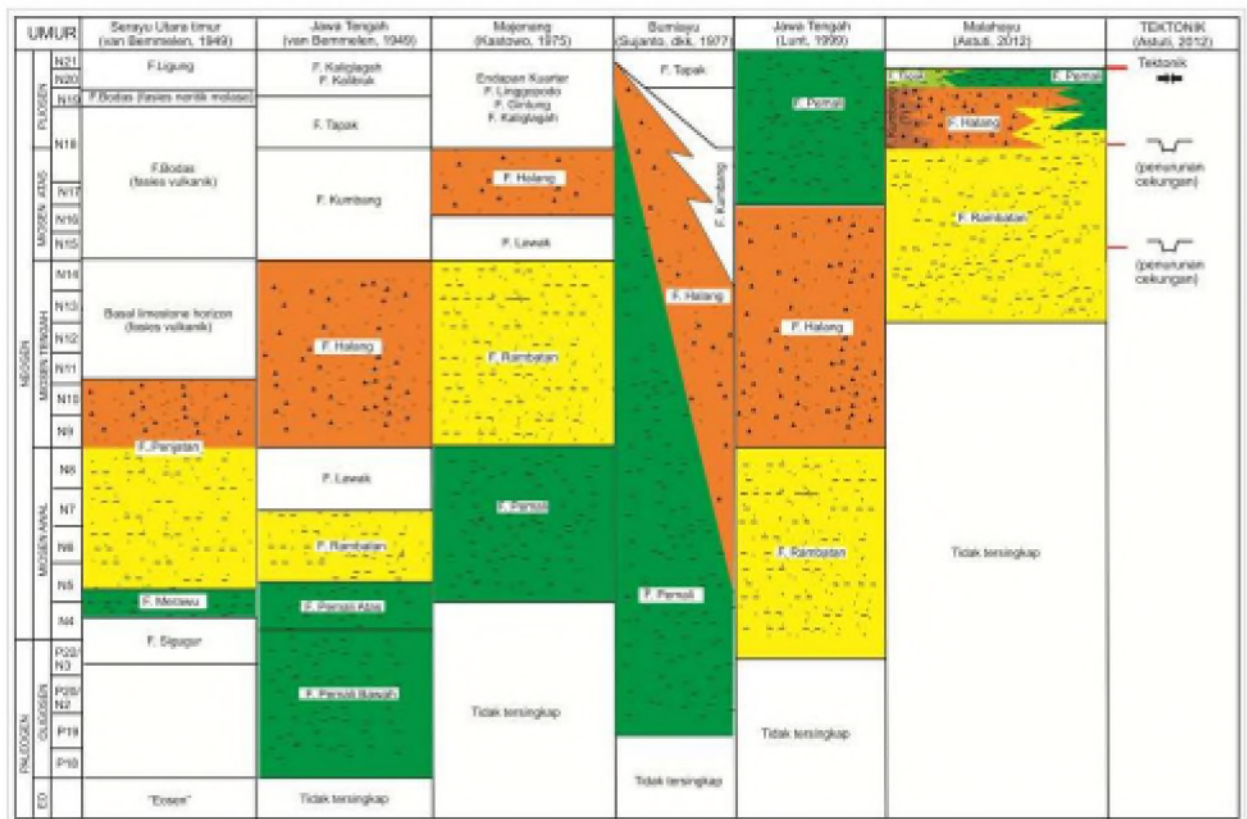 UMUR
Serayu Utara timur
(van Bemmelen, 1949)
Jawa Tengah
(van Bemmelen, 1949)
Majenang
(Kastowo, 1975)
Bumiayu
(Sujanto, dkk, 1977)
Jawa Tengah
(Lunt, 1999)
Malahayu
(Astuti, 2012)
TEKTONIK
(Astuti, 2012)
NEOGEN
PALEOGEN
PLIOSEN
MIOSEN ATAS
MIOSEN TENGAH
MIOSEN AWAL
OLIGOSEN
EO
N21
N20
N19
N18
N17
N16
N15
N14
N13
N12
N11
N10
N9
N8
N7
N6
N5
N4
P22/
N3
P20/
N2
P19
P18
F.Ligung
F.Bodas (fasies neritik molase)
F.Bodas
(fasies vulkanik)
Basal limestone horizon
(fasies vulkanik)
F. Penjatan
F. Merawu
F. Sigugur
"Eosen"
F. Kaliglagah
F. Kalibiuk
F. Tapak
F. Kumbang
F. Halang
F. Lawak
F. Rambatan
F. Pemali Atas
F. Pemali Bawah
Tidak tersingkap
Endapan Kuarter
F. Linggopodo
F. Gintung
F. Kaliglagah
F. Halang
F. Lawak
F. Rambatan
F. Pemali
Tidak tersingkap
F. Tapak
F. Kumbang
F. Halang
F. Pemali
Tidak tersingkap
F. Pemali
F. Halang
F. Rambatan
Tidak tersingkap
F. Pemali
Kumbang
F. Halang
F. Rambatan
Tidak tersingkap
Tektonik
(penurunan
cekungan)
(penurunan
cekungan)